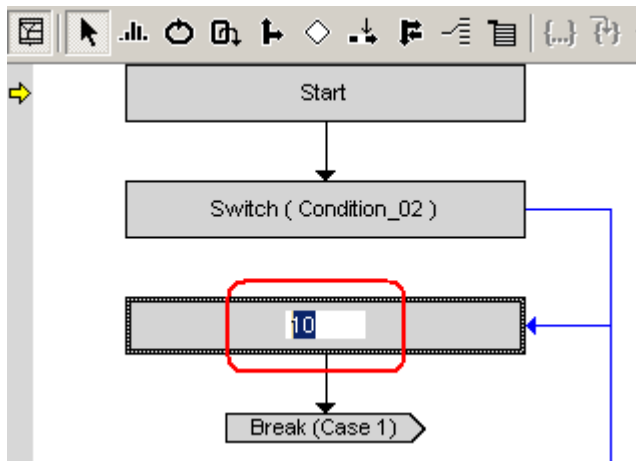 {...}
Start
Switch ( Condition_02 )
10
Break (Case 1)